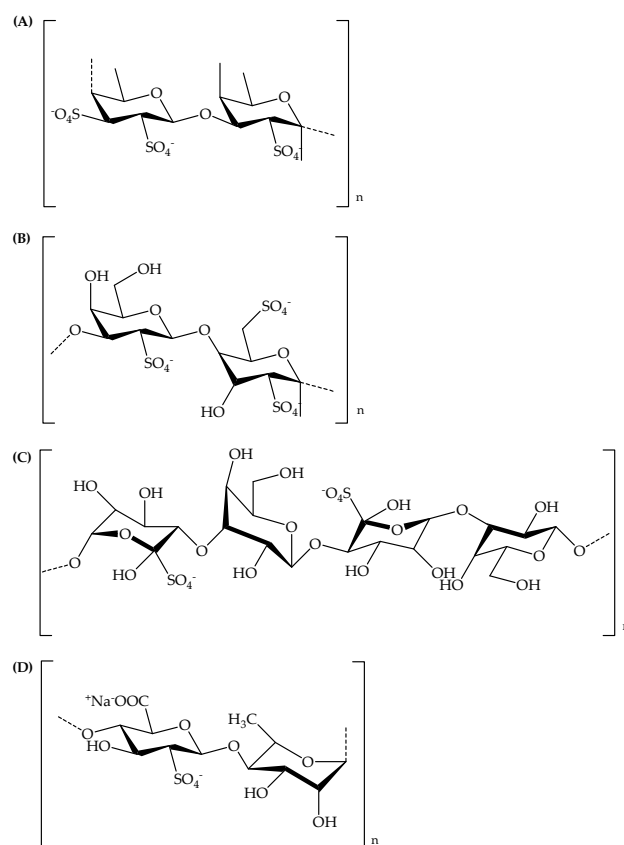 (A)
O O
⁻O₄S O
SO₄⁻ SO₄⁻
n
(B)
OH OH
SO₄⁻
O
O O
SO₄⁻ O
HO SO₄⁻
n
(C)
OH
OH
HO OH ⁻O₄S OH OH
O O O O
O O O O O
HO SO₄⁻ HO HO OH HO OH
n
(D)
⁺Na⁻OOC
H₃C
O O
HO O O
SO₄⁻
HO
OH
n